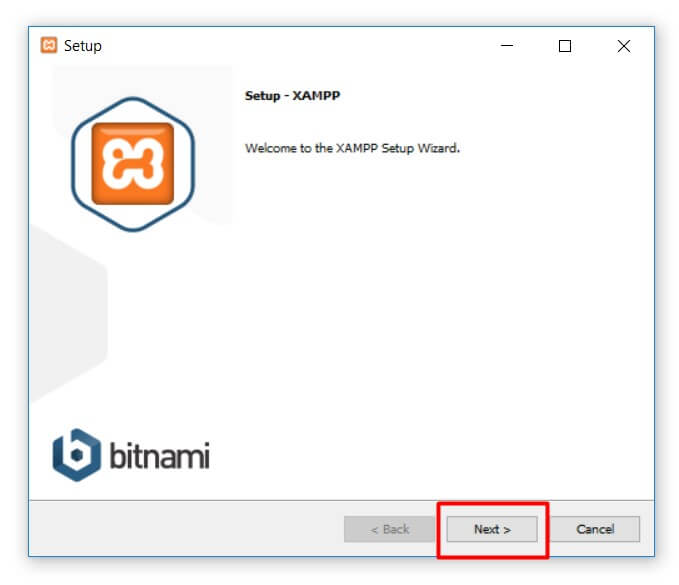 Setup
Setup - XAMPP
Welcome to the XAMPP Setup Wizard.
bitnami
< Back
Next >
Cancel